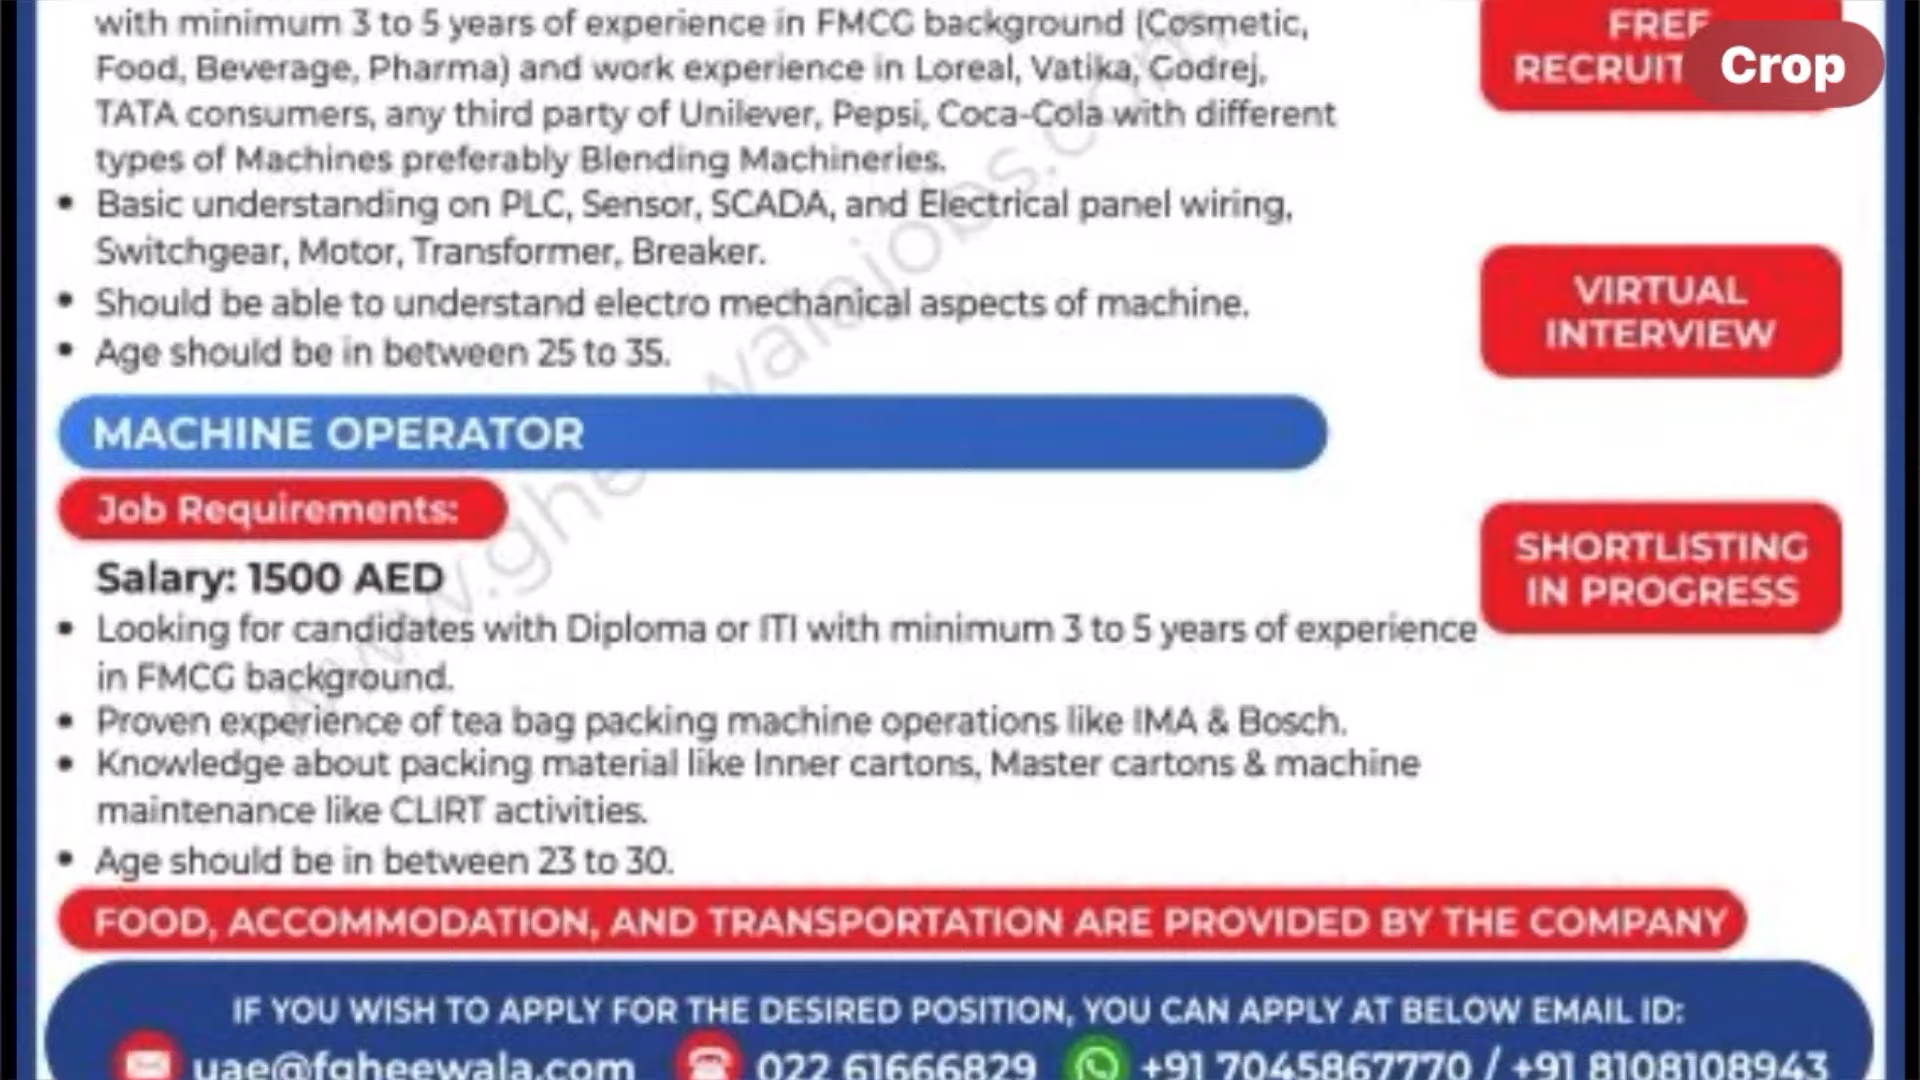 with minimum 3 to 5 years of experience in FMCG background (Cosmetic,
Food, Beverage, Pharma) and work experience in Loreal, Vatika, Godrej,
TATA consumers, any third party of Unilever, Pepsi, Coca-Cola with different
types of Machines preferably Blending Machineries.
• Basic understanding on PLC, Sensor, SCADA, and Electrical panel wiring,
Switchgear, Motor, Transformer, Breaker.
• Should be able to understand electro mechanical aspects of machine.
• Age should be in between 25 to 35.
MACHINE OPERATOR
Job Requirements:
Salary: 1500 AED
• Looking for candidates with Diploma or ITI with minimum 3 to 5 years of experience
in FMCG background.
• Proven experience of tea bag packing machine operations like IMA & Bosch.
• Knowledge about packing material like Inner cartons, Master cartons & machine
maintenance like CLIRT activities.
• Age should be in between 23 to 30.
FOOD, ACCOMMODATION, AND TRANSPORTATION ARE PROVIDED BY THE COMPANY
IF YOU WISH TO APPLY FOR THE DESIRED POSITION, YOU CAN APPLY AT BELOW EMAIL ID:
uae@fgheewala.com 022 61666829 +91 7045867770 / +91 8108108943
FREE
RECRUIT
Crop
VIRTUAL
INTERVIEW
SHORTLISTING
IN PROGRESS